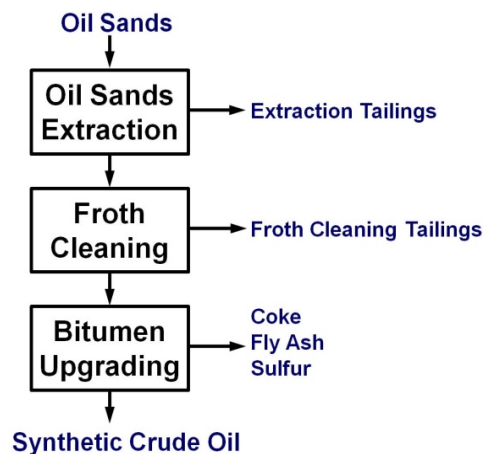 Oil Sands
Oil Sands
Extraction
Extraction Tailings
Froth
Cleaning
Froth Cleaning Tailings
Bitumen
Upgrading
Coke
Fly Ash
Sulfur
Synthetic Crude Oil